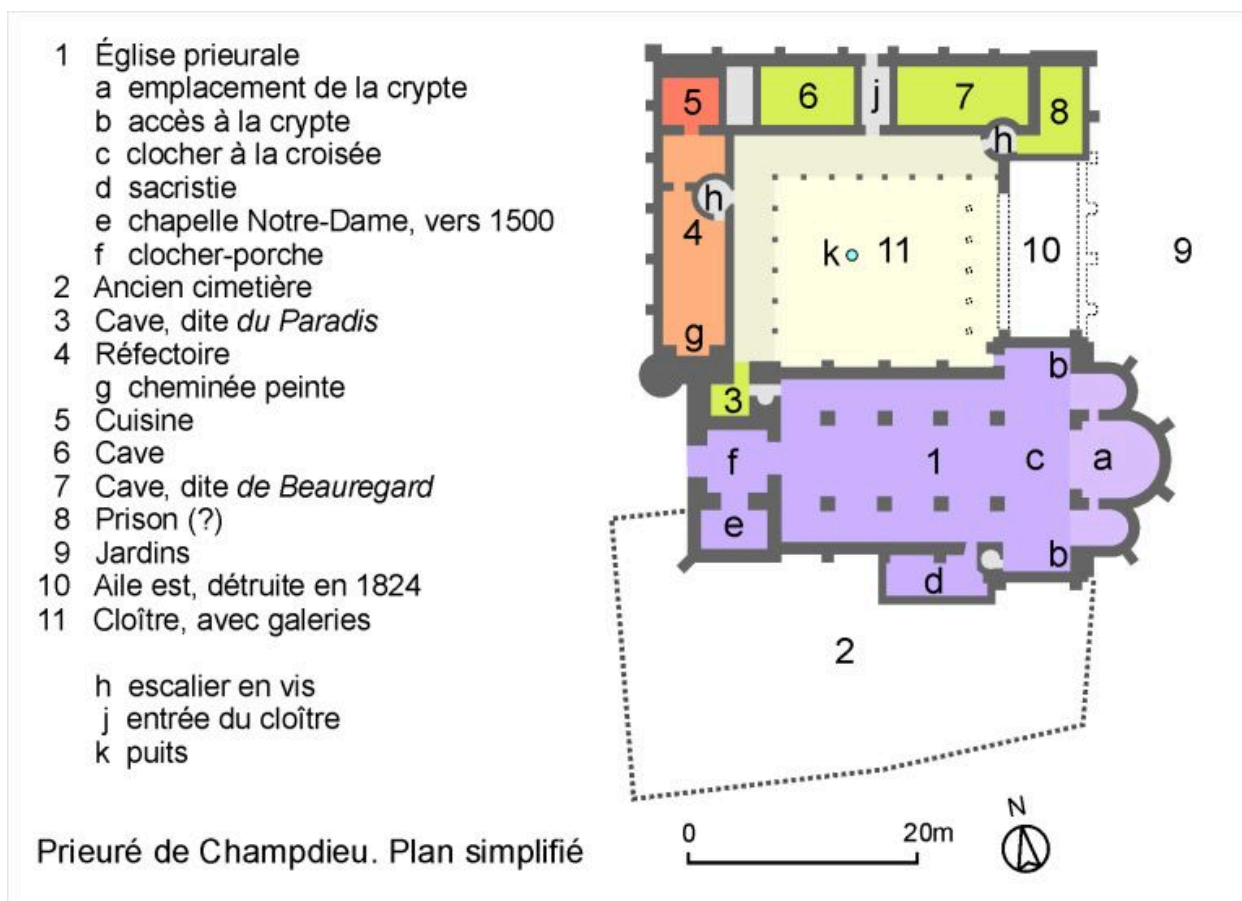 1 Église prieurale
a emplacement de la crypte
b accès à la crypte
c clocher à la croisée
d sacristie
e chapelle Notre-Dame, vers 1500
f clocher-porche
2 Ancien cimetière
3 Cave, dite du Paradis
4 Réfectoire
g cheminée peinte
5 Cuisine
6 Cave
7 Cave, dite de Beauregard
8 Prison (?)
9 Jardins
10 Aile est, détruite en 1824
11 Cloître, avec galeries
h escalier en vis
j entrée du cloître
k puits
Prieuré de Champdieu. Plan simplifié
5 6 j 7 8
h
h
4 k 11 10 9
g b
3
f 1 c a
e
b
d
2
N
0 20m